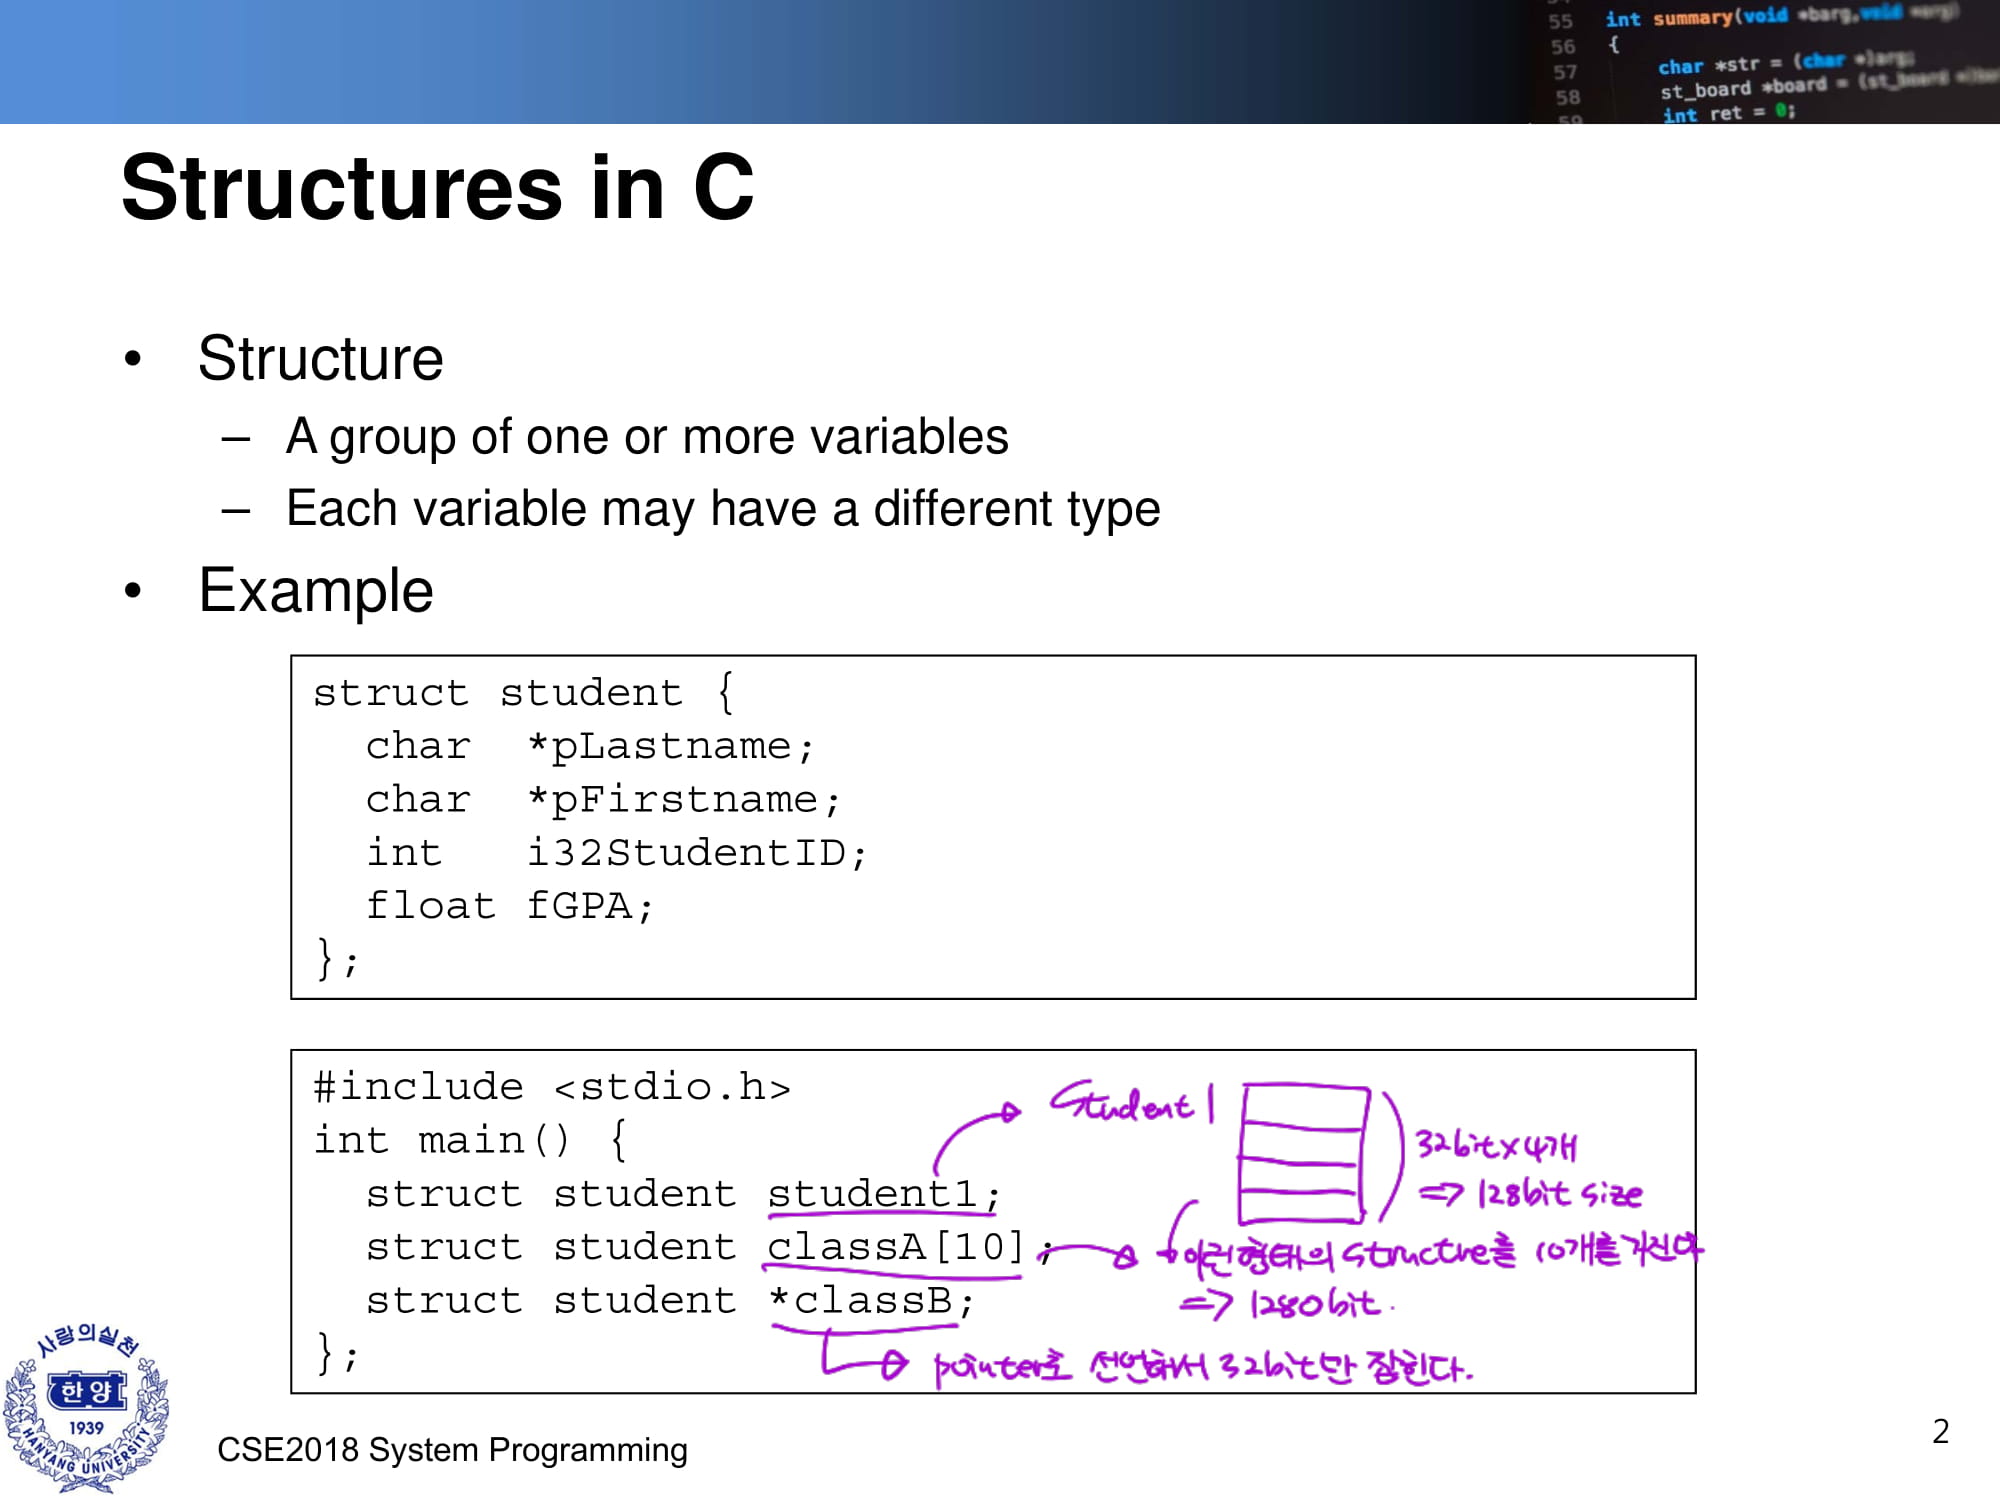 55 int summary(void *barg,void *arg)
56 {
57 char *str = (char *)arg;
58 st_board *board = (st_board
59 int ret = 0;
Structures in C
• Structure
– A group of one or more variables
– Each variable may have a different type
• Example
struct student {
char *pLastname;
char *pFirstname;
int i32StudentID;
float fGPA;
};
#include <stdio.h>
int main() {
struct student student1;
struct student classA[10];
struct student *classB;
};
Student1
32bit×4개
=> 128bit size
이런형태의 structure를 10개를 가진다
=> 1280bit.
pointer로 선언해서 32bit만 잡힌다.
사랑의실천
한양
1939
HANYANG UNIVERSITY
CSE2018 System Programming
2